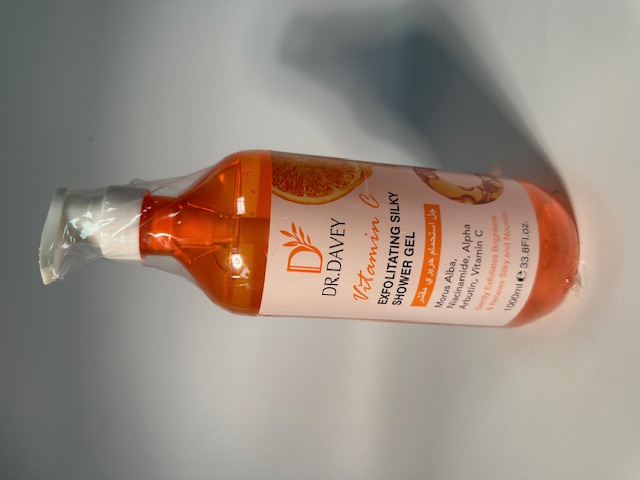 D
DR.DAVEY
Vitamin C
EXFOLITATING SILKY
SHOWER GEL
جل استحمام حريري مقشر
Morus Alba,
Niacinamide, Alpha
Arbutin, Vitamin C
Gently Exfoliates Brightens
& Renews Silky and Nourish
1000ml ℮ 33.8Fl.oz.